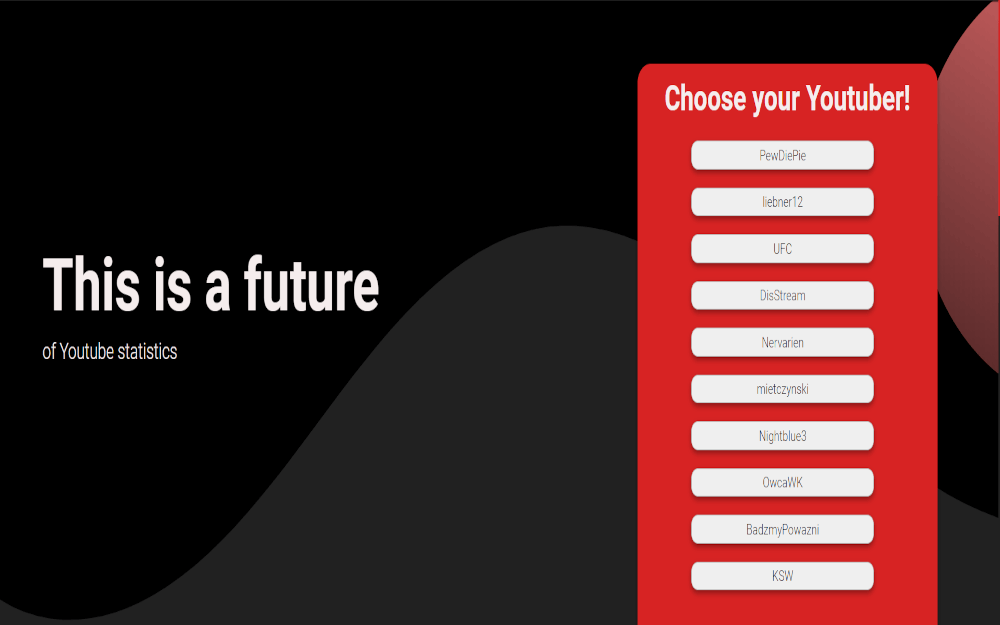 This is a future
of Youtube statistics
Choose your Youtuber!
PewDiePie
liebner12
UFC
DisStream
Nervarien
mietczynski
Nightblue3
OwcaWK
BadzmyPowazni
KSW